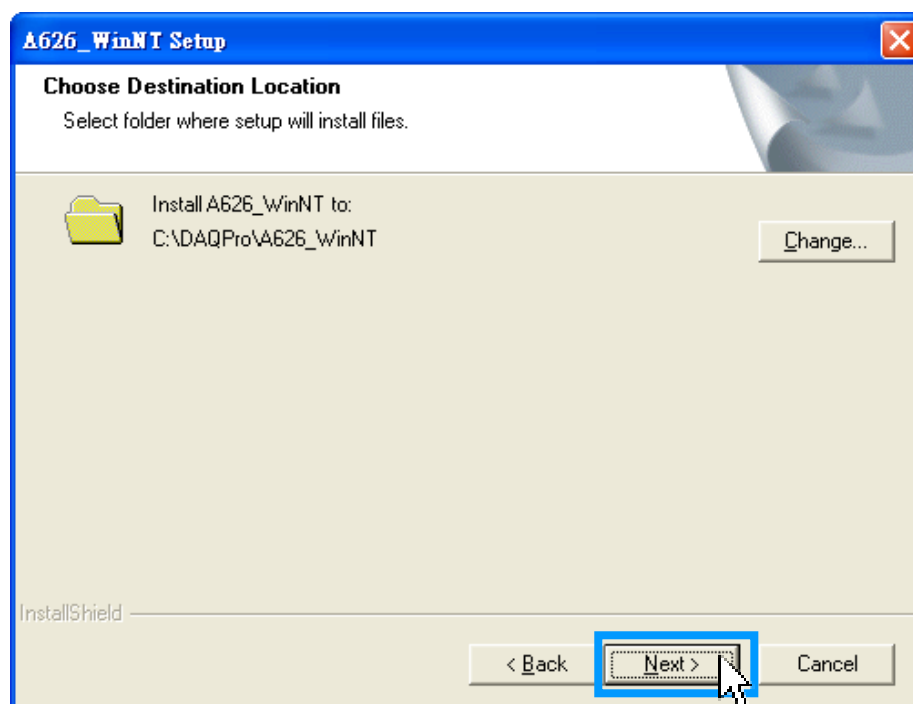 A626_WinNT Setup
Choose Destination Location
Select folder where setup will install files.
Install A626_WinNT to:
C:\DAQPro\A626_WinNT
Change...
InstallShield
< Back
Next >
Cancel